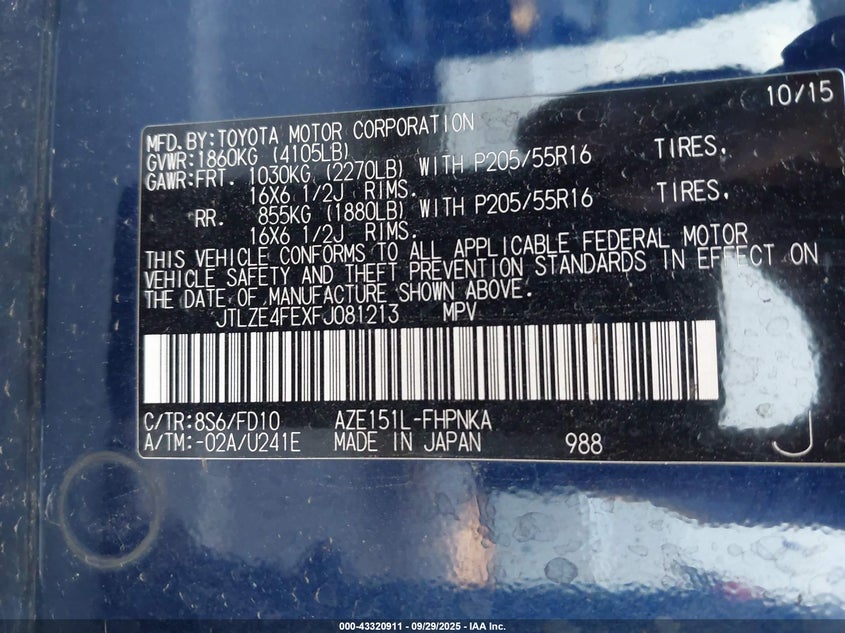 10/15
MFD.BY:TOYOTA MOTOR CORPORATION
GVWR:1860KG (4105LB)
GAWR:FRT. 1030KG (2270LB) WITH P205/55R16 TIRES,
16X6 1/2J RIMS.
RR. 855KG (1880LB) WITH P205/55R16 TIRES,
16X6 1/2J RIMS.
THIS VEHICLE CONFORMS TO ALL APPLICABLE FEDERAL MOTOR
VEHICLE SAFETY AND THEFT PREVENTION STANDARDS IN EFFECT ON
THE DATE OF MANUFACTURE SHOWN ABOVE.
JTLZE4FEXFJ081213 MPV
C/TR:8S6/FD10 AZE151L-FHPNKA
A/TM:-02A/U241E MADE IN JAPAN 988 J
000-43320911 - 09/29/2025 - IAA Inc.